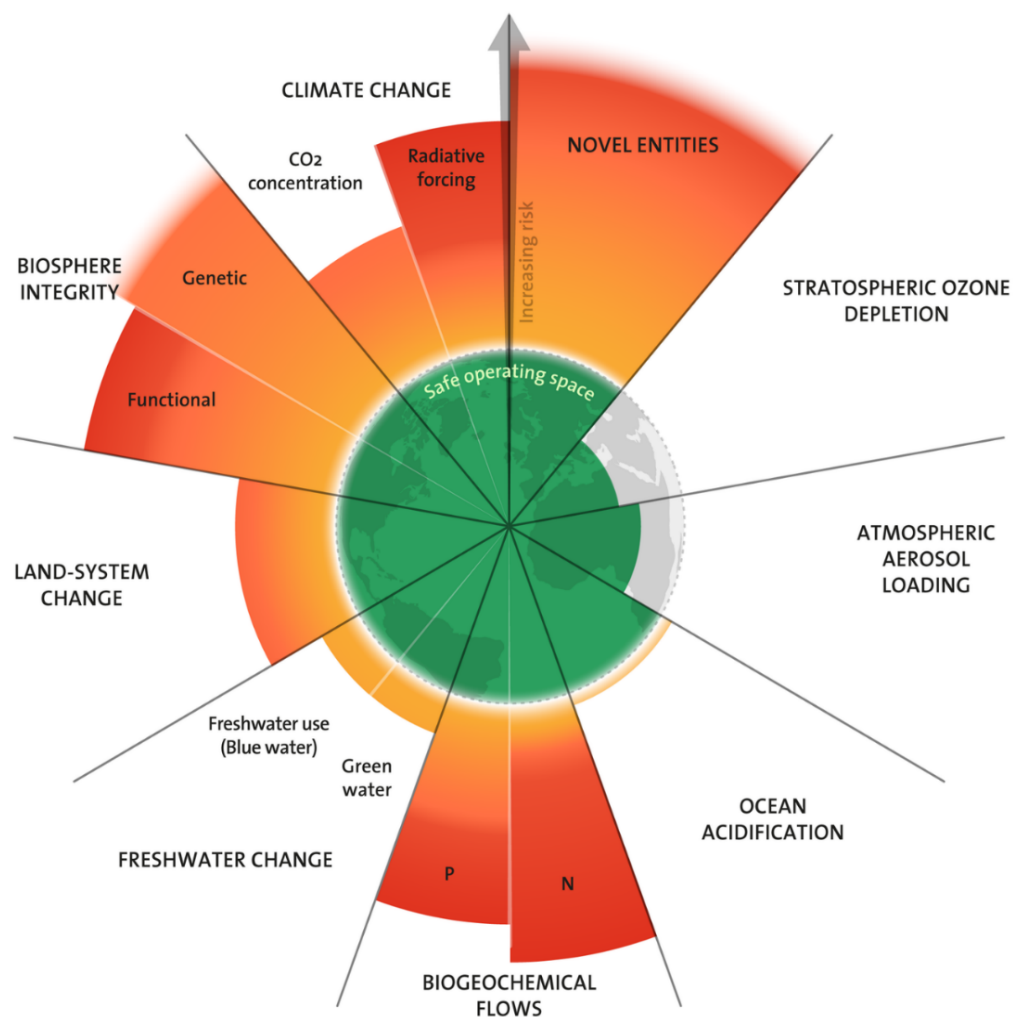 CLIMATE CHANGE
CO2
concentration
Radiative
forcing
NOVEL ENTITIES
Increasing risk
BIOSPHERE
INTEGRITY
Genetic
Functional
STRATOSPHERIC OZONE
DEPLETION
Safe operating space
ATMOSPHERIC
AEROSOL
LOADING
LAND-SYSTEM
CHANGE
Freshwater use
(Blue water)
Green
water
FRESHWATER CHANGE
OCEAN
ACIDIFICATION
P
N
BIOGEOCHEMICAL
FLOWS